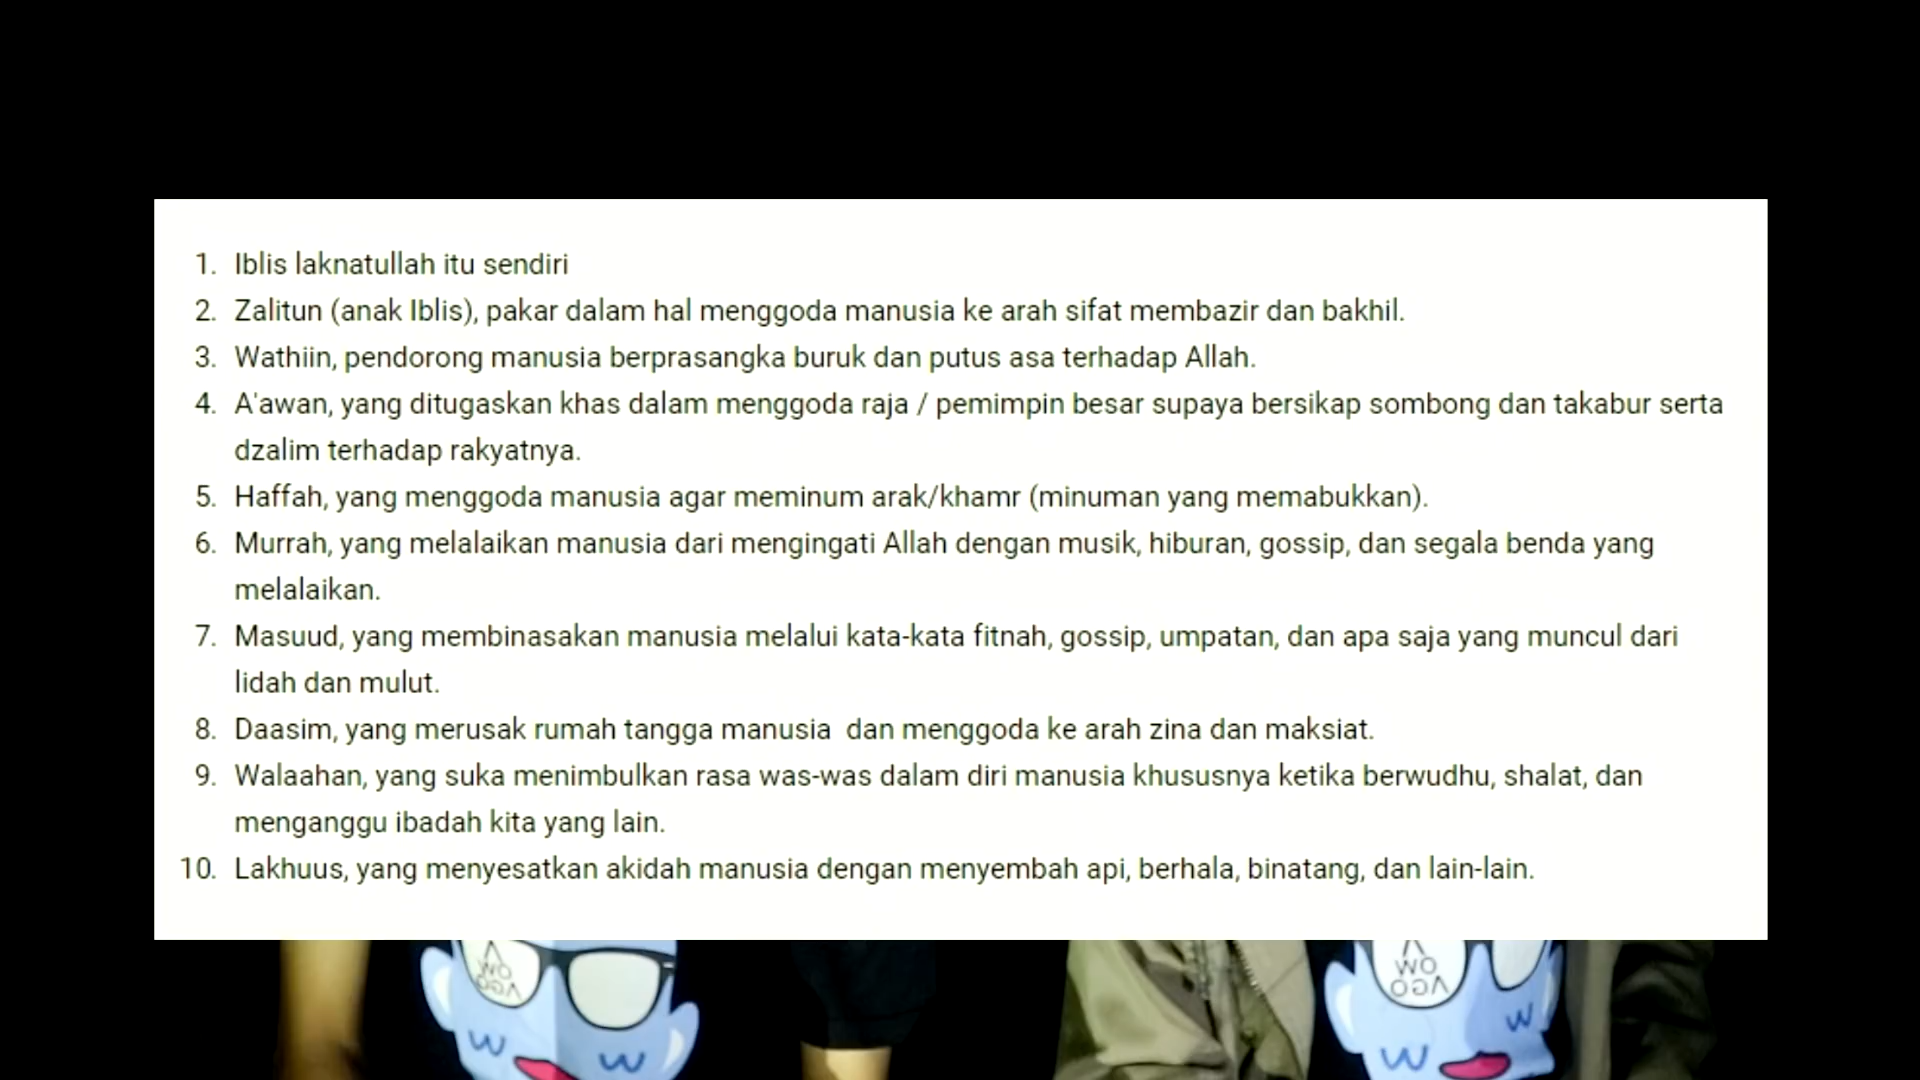 1. Iblis laknatullah itu sendiri
2. Zalitun (anak Iblis), pakar dalam hal menggoda manusia ke arah sifat membazir dan bakhil.
3. Wathiin, pendorong manusia berprasangka buruk dan putus asa terhadap Allah.
4. A'awan, yang ditugaskan khas dalam menggoda raja / pemimpin besar supaya bersikap sombong dan takabur serta
dzalim terhadap rakyatnya.
5. Haffah, yang menggoda manusia agar meminum arak/khamr (minuman yang memabukkan).
6. Murrah, yang melalaikan manusia dari mengingati Allah dengan musik, hiburan, gossip, dan segala benda yang
melalaikan.
7. Masuud, yang membinasakan manusia melalui kata-kata fitnah, gossip, umpatan, dan apa saja yang muncul dari
lidah dan mulut.
8. Daasim, yang merusak rumah tangga manusia  dan menggoda ke arah zina dan maksiat.
9. Walaahan, yang suka menimbulkan rasa was-was dalam diri manusia khususnya ketika berwudhu, shalat, dan
menganggu ibadah kita yang lain.
10. Lakhuus, yang menyesatkan akidah manusia dengan menyembah api, berhala, binatang, dan lain-lain.